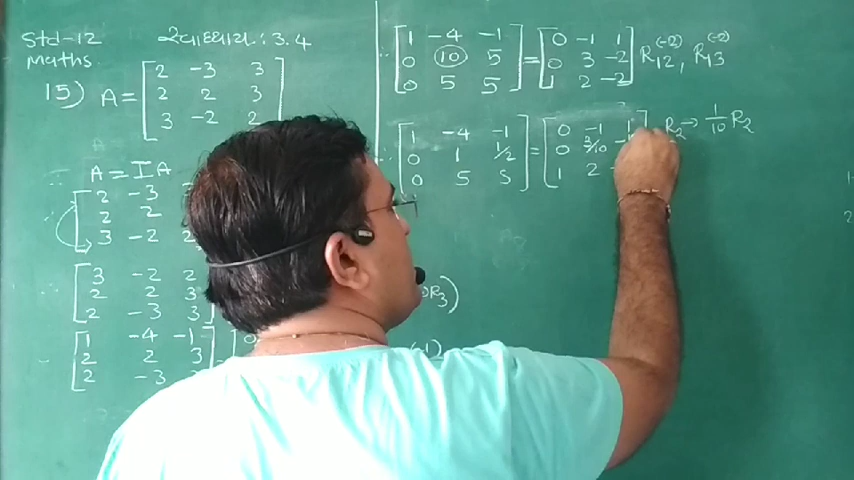 Std-12 સ્વાધ્યાય : 3.4
Maths.
15) A = [ 2 -3 3
2 2 3
3 -2 2 ]
A = IA
∴ [ 2 -3
2 2
3 -2 2
[ 3 -2 2
2 2 3
2 -3 3 ] R3)
[ 1 -4 -1
2 2 3
2 -3 (-1)
∴ [ 1 -4 -1
0 10 5
0 5 5 ] = [ 0 -1 1
0 3 -2
1 2 -2 ] R12(-2), R13(-2)
∴ [ 1 -4 -1
0 1 1/2
0 5 5 ] = [ 0 -1 1
0 3/10
1 2 ] R2 → 1/10 R2